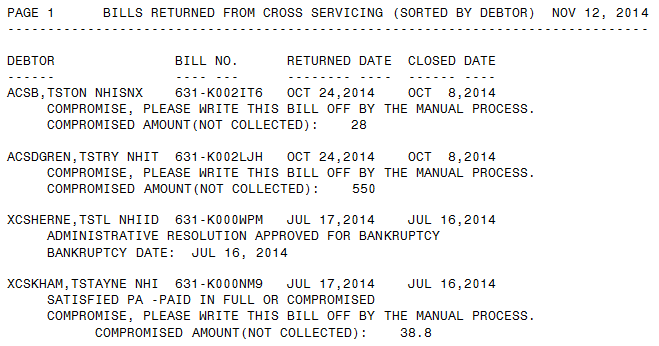 PAGE 1 BILLS RETURNED FROM CROSS SERVICING (SORTED BY DEBTOR) NOV 12, 2014
--------------------------------------------------------------------------------
DEBTOR BILL NO. RETURNED DATE CLOSED DATE
------ ---- --- -------- ---- ------ ----
ACSB,TSTON NHISNX 631-K002IT6 OCT 24,2014 OCT 8,2014
COMPROMISE, PLEASE WRITE THIS BILL OFF BY THE MANUAL PROCESS.
COMPROMISED AMOUNT(NOT COLLECTED): 28
ACSDGREN,TSTRY NHIT 631-K002LJH OCT 24,2014 OCT 8,2014
COMPROMISE, PLEASE WRITE THIS BILL OFF BY THE MANUAL PROCESS.
COMPROMISED AMOUNT(NOT COLLECTED): 550
XCSHERNE,TSTL NHIID 631-K000WPM JUL 17,2014 JUL 16,2014
ADMINISTRATIVE RESOLUTION APPROVED FOR BANKRUPTCY
BANKRUPTCY DATE: JUL 16, 2014
XCSKHAM,TSTAYNE NHI 631-K000NM9 JUL 17,2014 JUL 16,2014
SATISFIED PA -PAID IN FULL OR COMPROMISED
COMPROMISE, PLEASE WRITE THIS BILL OFF BY THE MANUAL PROCESS.
COMPROMISED AMOUNT(NOT COLLECTED): 38.8